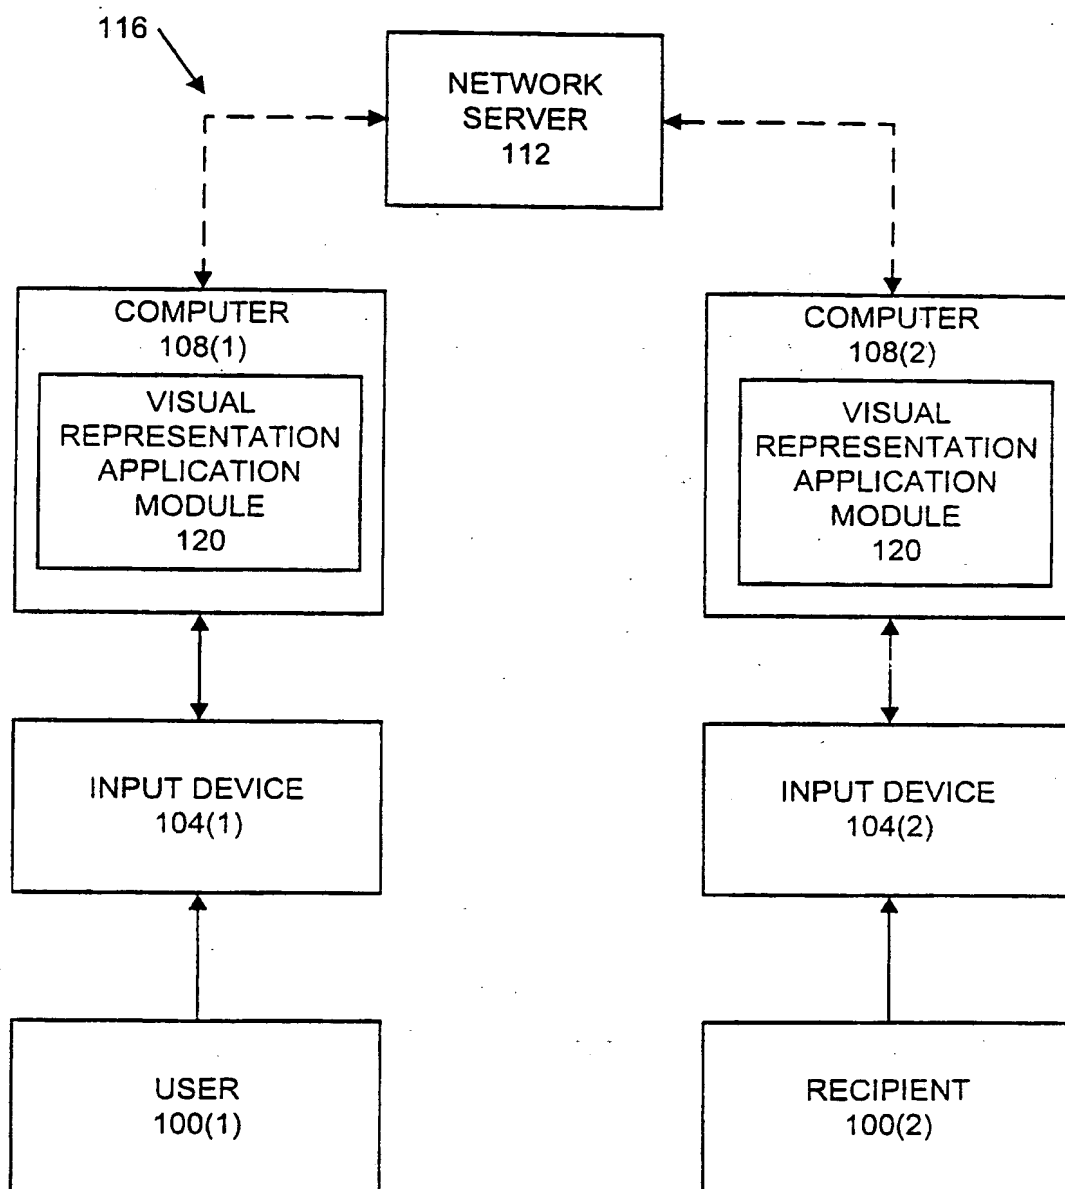 116
NETWORK
SERVER
112
COMPUTER
108(1)
VISUAL
REPRESENTATION
APPLICATION
MODULE
120
COMPUTER
108(2)
VISUAL
REPRESENTATION
APPLICATION
MODULE
120
INPUT DEVICE
104(1)
INPUT DEVICE
104(2)
USER
100(1)
RECIPIENT
100(2)